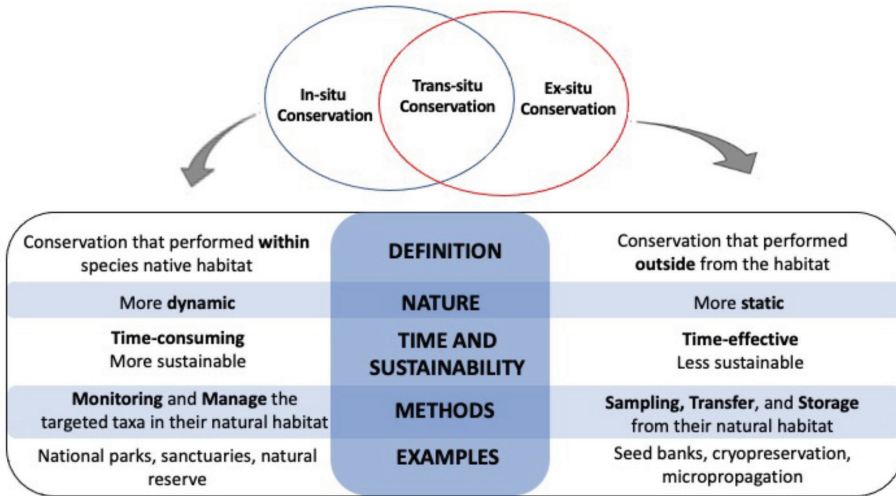 In-situ
Conservation
Trans-situ
Conservation
Ex-situ
Conservation
Conservation that performed within
species native habitat
DEFINITION
Conservation that performed
outside from the habitat
More dynamic
NATURE
More static
Time-consuming
More sustainable
TIME AND
SUSTAINABILITY
Time-effective
Less sustainable
Monitoring and Manage the
targeted taxa in their natural habitat
METHODS
Sampling, Transfer, and Storage
from their natural habitat
National parks, sanctuaries, natural
reserve
EXAMPLES
Seed banks, cryopreservation,
micropropagation